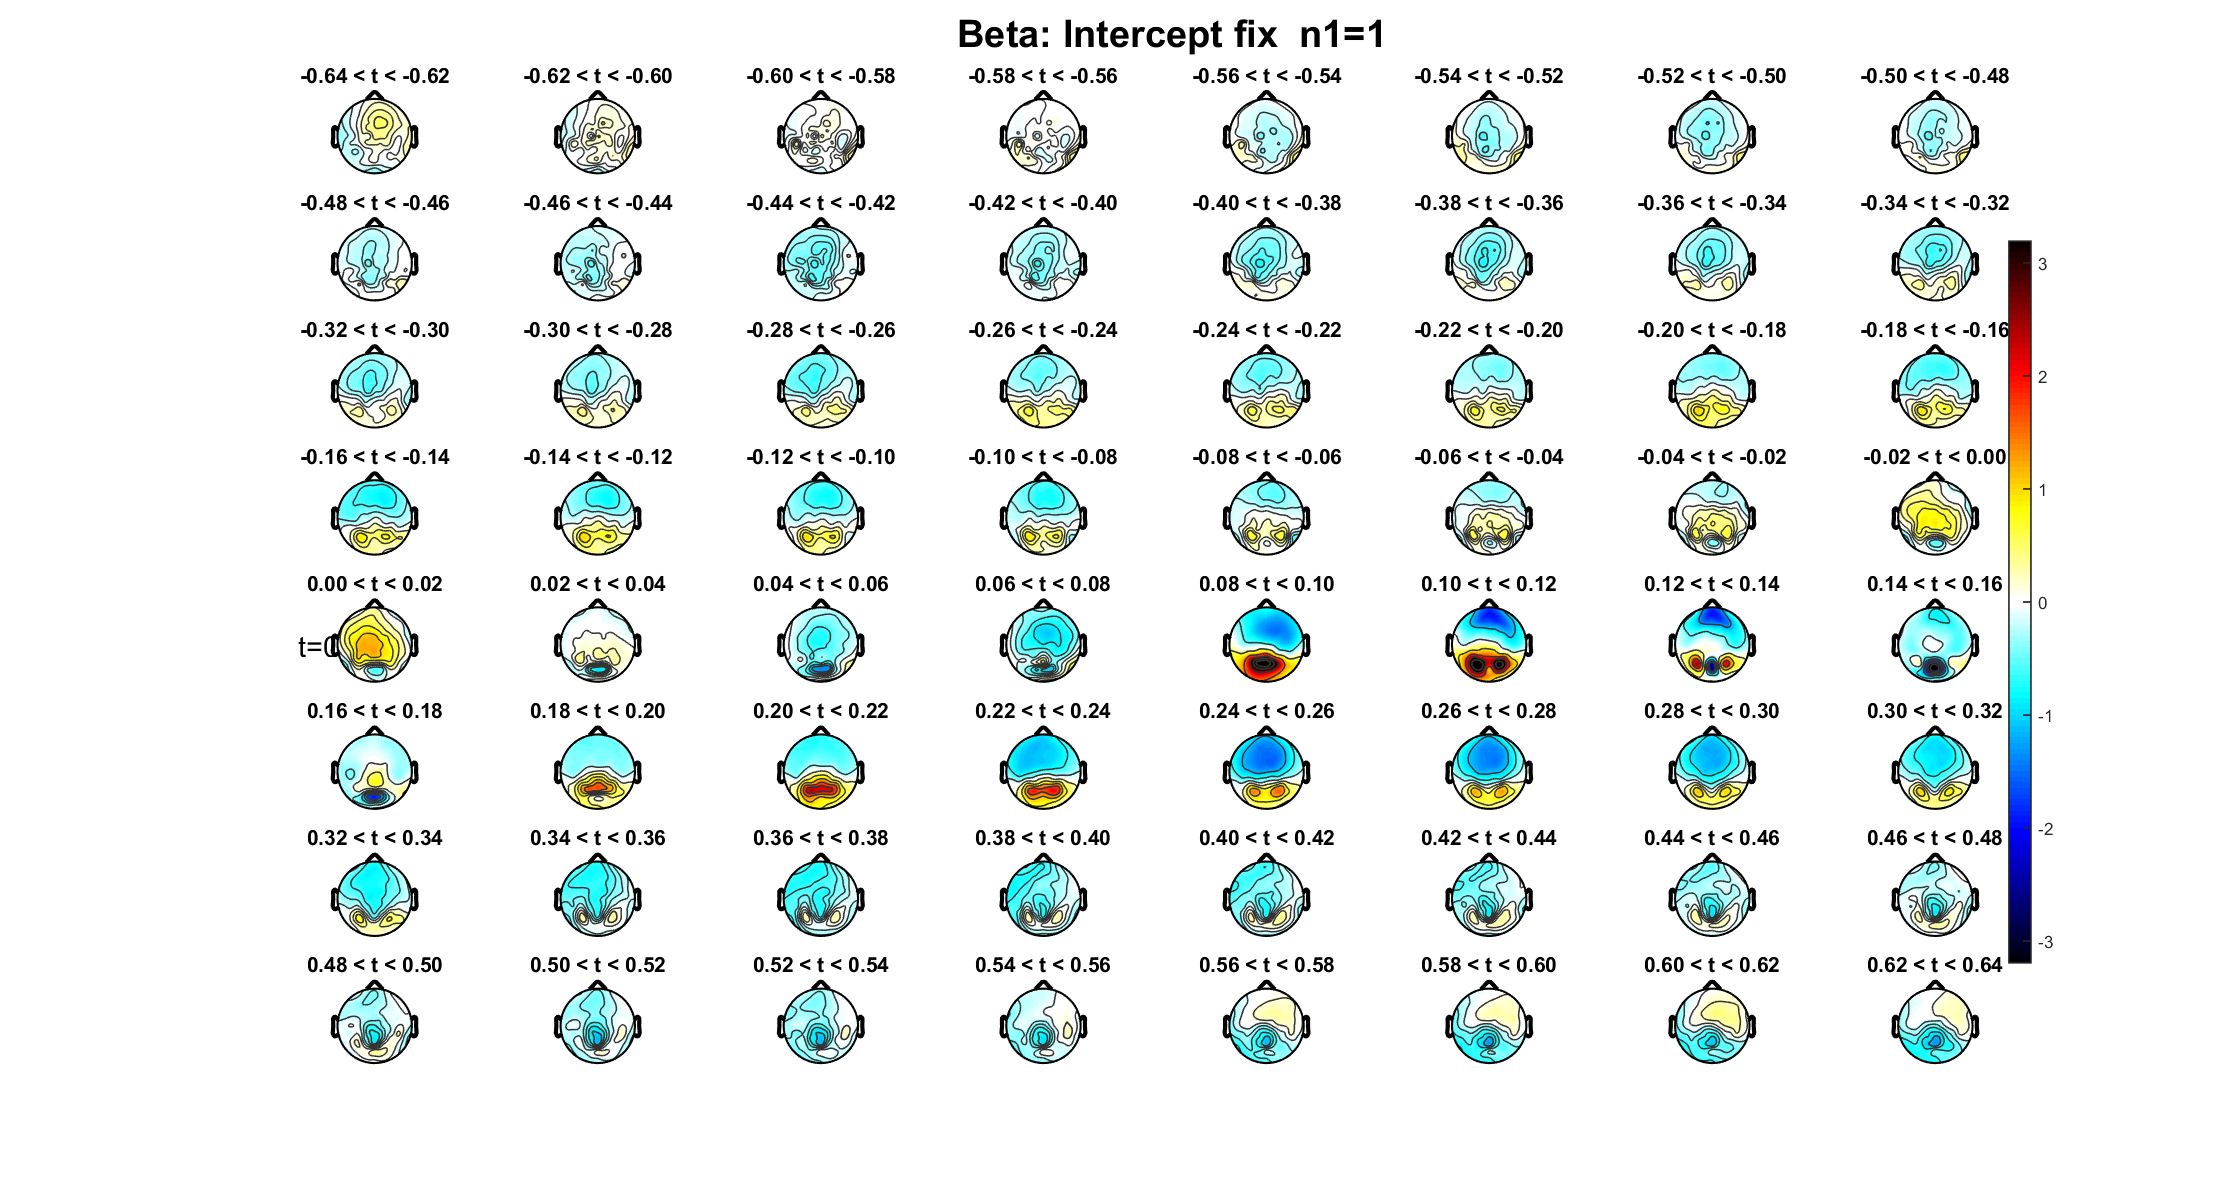 Beta: Intercept fix  n1=1
-0.64 < t < -0.62
-0.62 < t < -0.60
-0.60 < t < -0.58
-0.58 < t < -0.56
-0.56 < t < -0.54
-0.54 < t < -0.52
-0.52 < t < -0.50
-0.50 < t < -0.48
-0.48 < t < -0.46
-0.46 < t < -0.44
-0.44 < t < -0.42
-0.42 < t < -0.40
-0.40 < t < -0.38
-0.38 < t < -0.36
-0.36 < t < -0.34
-0.34 < t < -0.32
-0.32 < t < -0.30
-0.30 < t < -0.28
-0.28 < t < -0.26
-0.26 < t < -0.24
-0.24 < t < -0.22
-0.22 < t < -0.20
-0.20 < t < -0.18
-0.18 < t < -0.16
-0.16 < t < -0.14
-0.14 < t < -0.12
-0.12 < t < -0.10
-0.10 < t < -0.08
-0.08 < t < -0.06
-0.06 < t < -0.04
-0.04 < t < -0.02
-0.02 < t < 0.00
0.00 < t < 0.02
0.02 < t < 0.04
0.04 < t < 0.06
0.06 < t < 0.08
0.08 < t < 0.10
0.10 < t < 0.12
0.12 < t < 0.14
0.14 < t < 0.16
t=0
0.16 < t < 0.18
0.18 < t < 0.20
0.20 < t < 0.22
0.22 < t < 0.24
0.24 < t < 0.26
0.26 < t < 0.28
0.28 < t < 0.30
0.30 < t < 0.32
0.32 < t < 0.34
0.34 < t < 0.36
0.36 < t < 0.38
0.38 < t < 0.40
0.40 < t < 0.42
0.42 < t < 0.44
0.44 < t < 0.46
0.46 < t < 0.48
0.48 < t < 0.50
0.50 < t < 0.52
0.52 < t < 0.54
0.54 < t < 0.56
0.56 < t < 0.58
0.58 < t < 0.60
0.60 < t < 0.62
0.62 < t < 0.64
3
2
1
0
-1
-2
-3